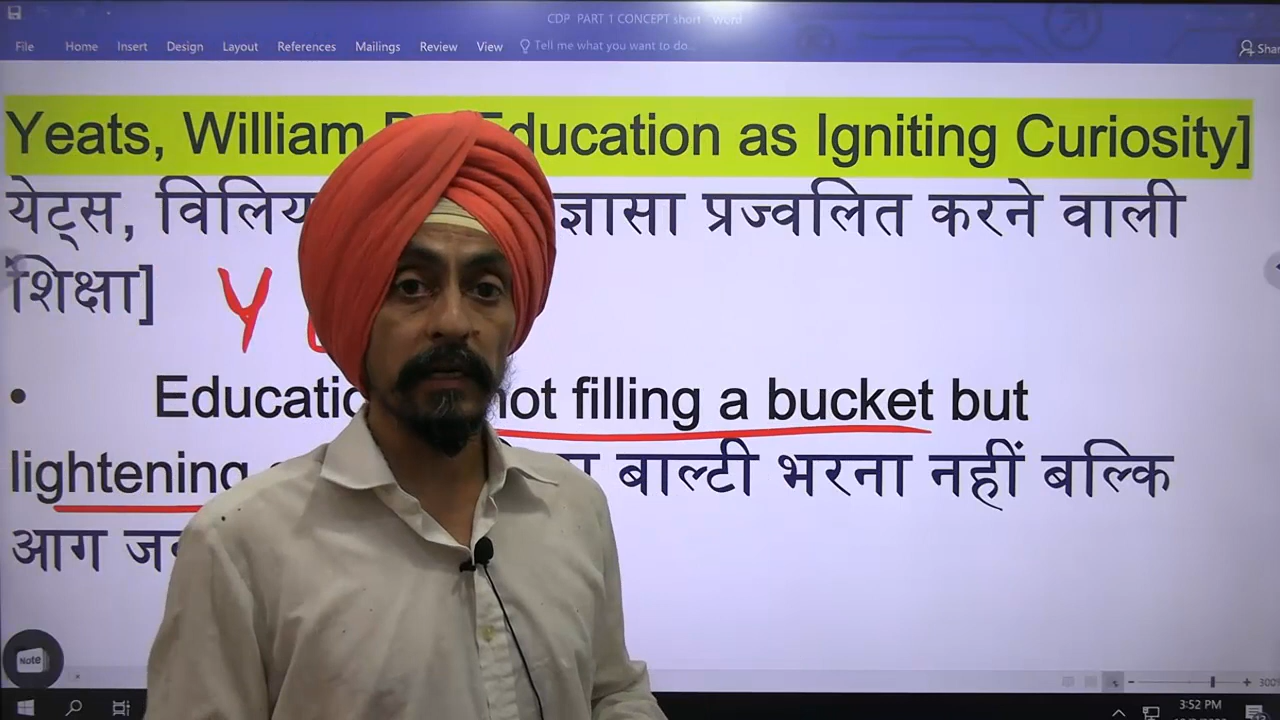 CDP PART 1 CONCEPT short - Word
File Home Insert Design Layout References Mailings Review View Tell me what you want to do...
Yeats, William Education as Igniting Curiosity]
येट्स, प्रज्वलित करने वाली
शिक्षा]
Y
• not filling a bucket but
lightening बाल्टी भरना नहीं बल्कि
आग
Note
300%
3:52 PM